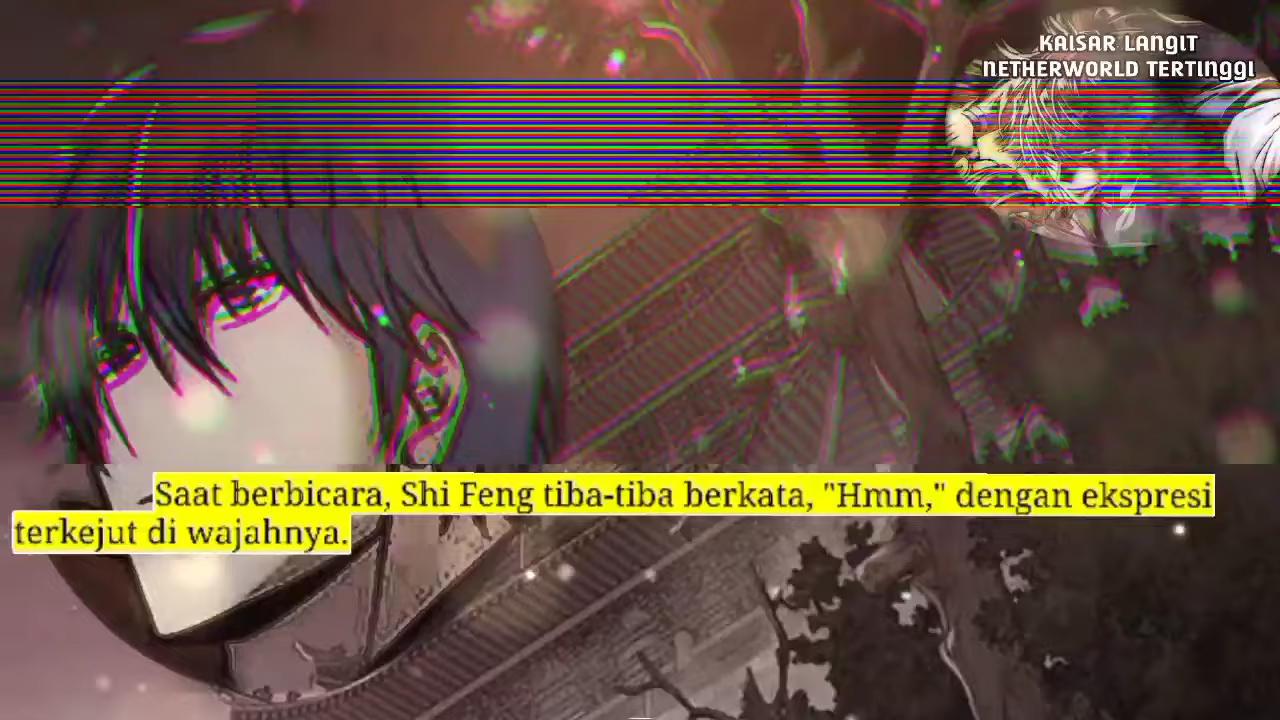 KAISAR LANGIT
NETHERWORLD TERTINGGI
Saat berbicara, Shi Feng tiba-tiba berkata, "Hmm," dengan ekspresi
terkejut di wajahnya.